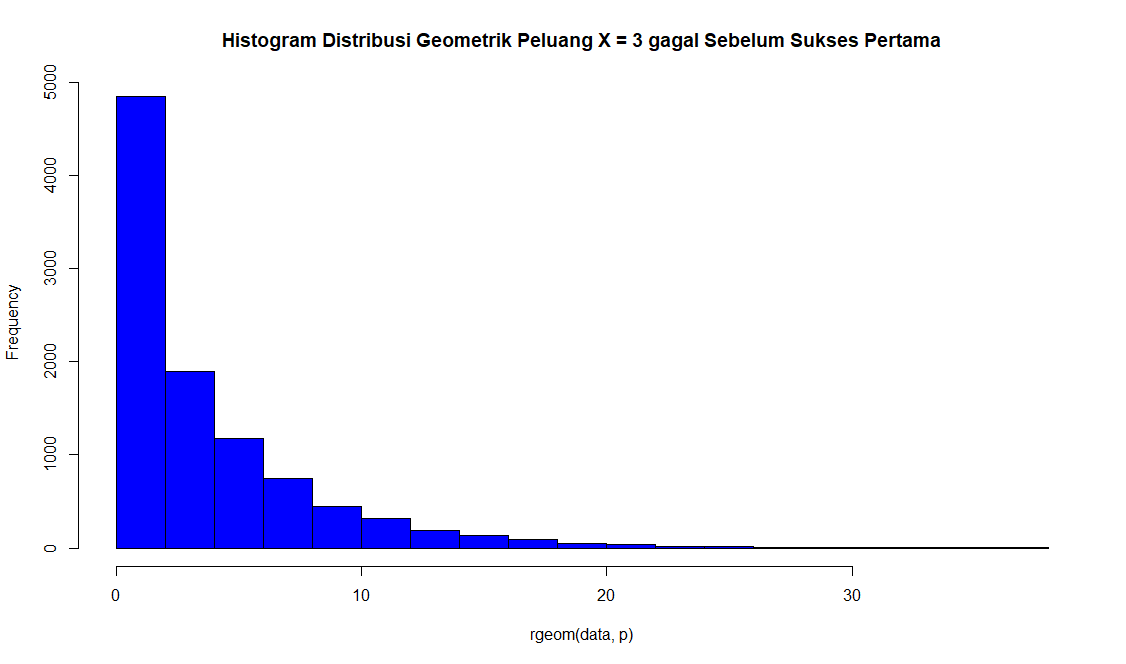 Histogram Distribusi Geometrik Peluang X = 3 gagal Sebelum Sukses Pertama
5000
4000
3000
2000
1000
0
Frequency
0 10 20 30
rgeom(data, p)